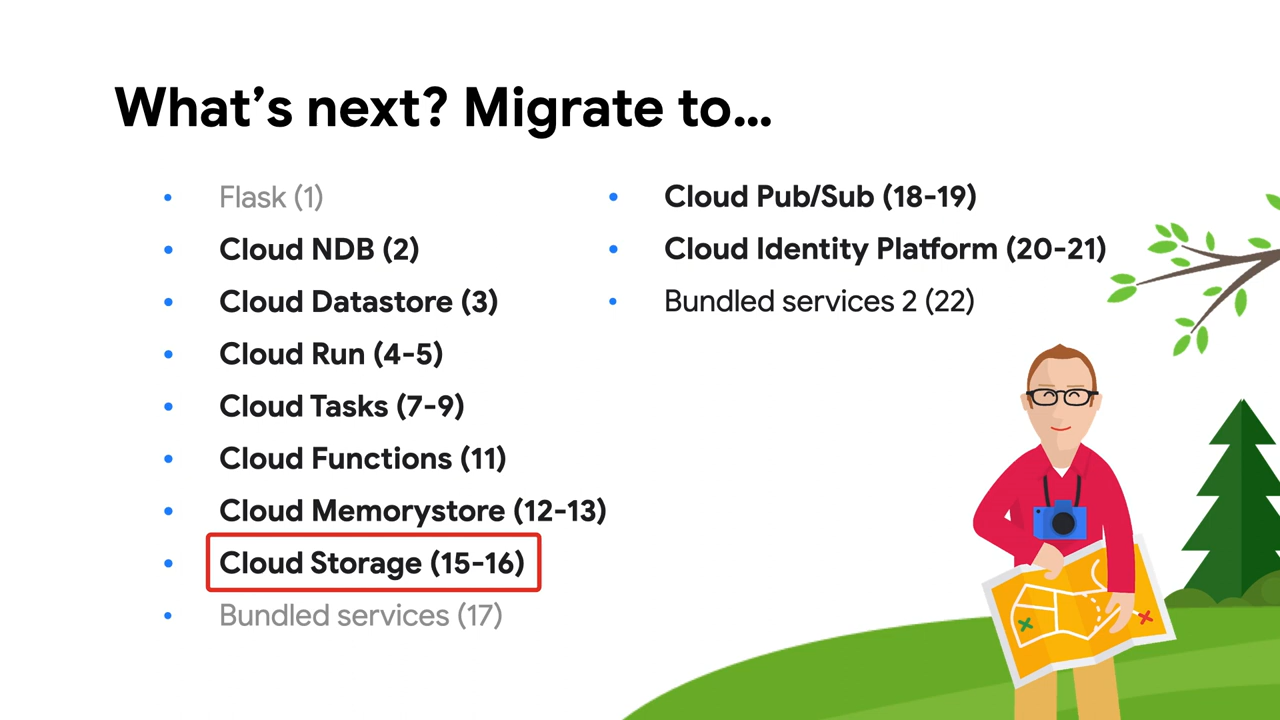 What's next? Migrate to…
• Flask (1)
• Cloud NDB (2)
• Cloud Datastore (3)
• Cloud Run (4-5)
• Cloud Tasks (7-9)
• Cloud Functions (11)
• Cloud Memorystore (12-13)
• Cloud Storage (15-16)
• Bundled services (17)
• Cloud Pub/Sub (18-19)
• Cloud Identity Platform (20-21)
• Bundled services 2 (22)